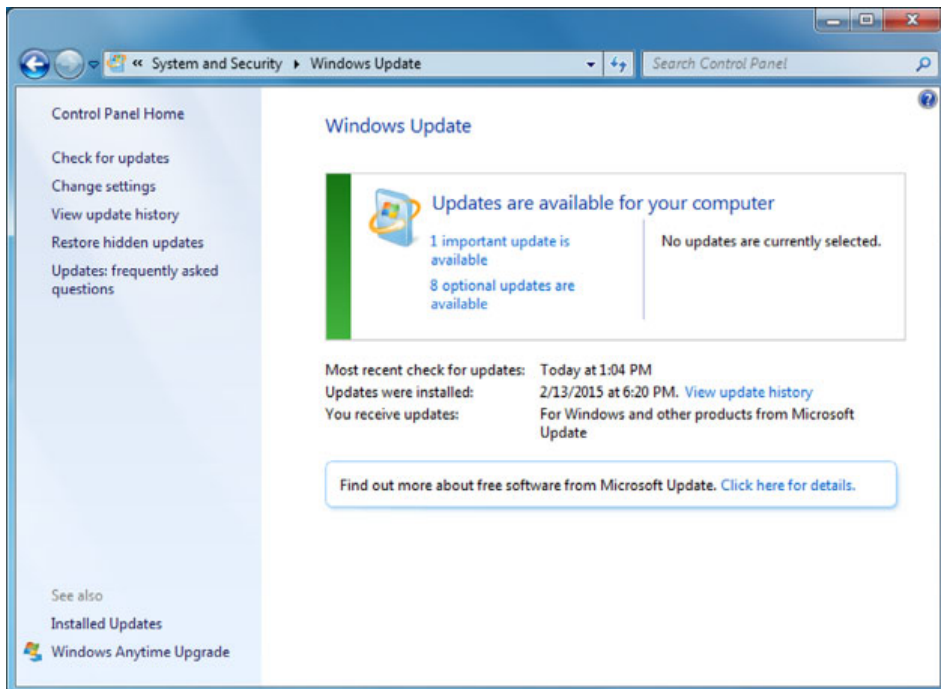 « System and Security ▸ Windows Update
Search Control Panel
Control Panel Home
Check for updates
Change settings
View update history
Restore hidden updates
Updates: frequently asked
questions
See also
Installed Updates
Windows Anytime Upgrade
Windows Update
Updates are available for your computer
1 important update is
available
8 optional updates are
available
No updates are currently selected.
Most recent check for updates: Today at 1:04 PM
Updates were installed: 2/13/2015 at 6:20 PM. View update history
You receive updates: For Windows and other products from Microsoft
Update
Find out more about free software from Microsoft Update. Click here for details.